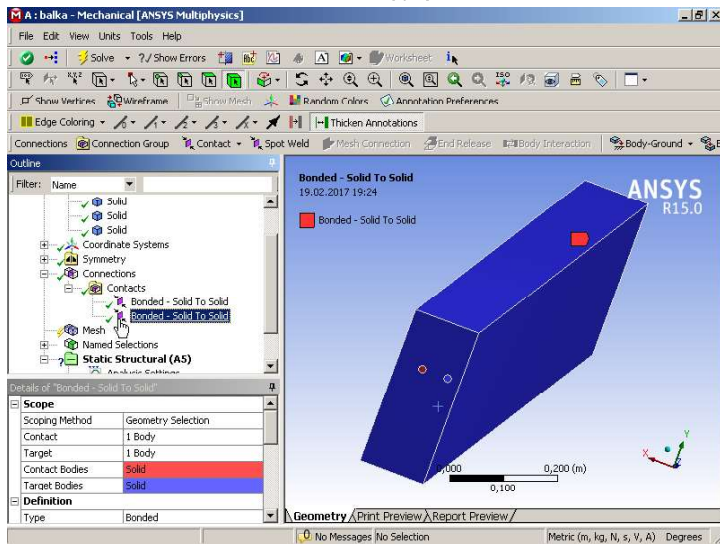 A : balka - Mechanical [ANSYS Multiphysics]
File Edit View Units Tools Help
Solve ?✓ Show Errors Worksheet
Show Vertices Wireframe Show Mesh Random Colors Annotation Preferences
Edge Coloring Thicken Annotations
Connections Connection Group Contact Spot Weld Mesh Connection End Release Body Interaction Body-Ground
Outline
Filter: Name
Solid
Solid
Solid
Coordinate Systems
Symmetry
Connections
Contacts
Bonded - Solid To Solid
Bonded - Solid To Solid
Mesh
Named Selections
Static Structural (A5)
Analysis Settings
Details of "Bonded - Solid To Solid"
Scope
Scoping Method Geometry Selection
Contact 1 Body
Target 1 Body
Contact Bodies Solid
Target Bodies Solid
Definition
Type Bonded
Bonded - Solid To Solid
19.02.2017 19:24
Bonded - Solid To Solid
ANSYS
R15.0
0,000 0,200 (m)
0,100
X Y Z
Geometry Print Preview Report Preview
No Messages No Selection Metric (m, kg, N, s, V, A) Degrees